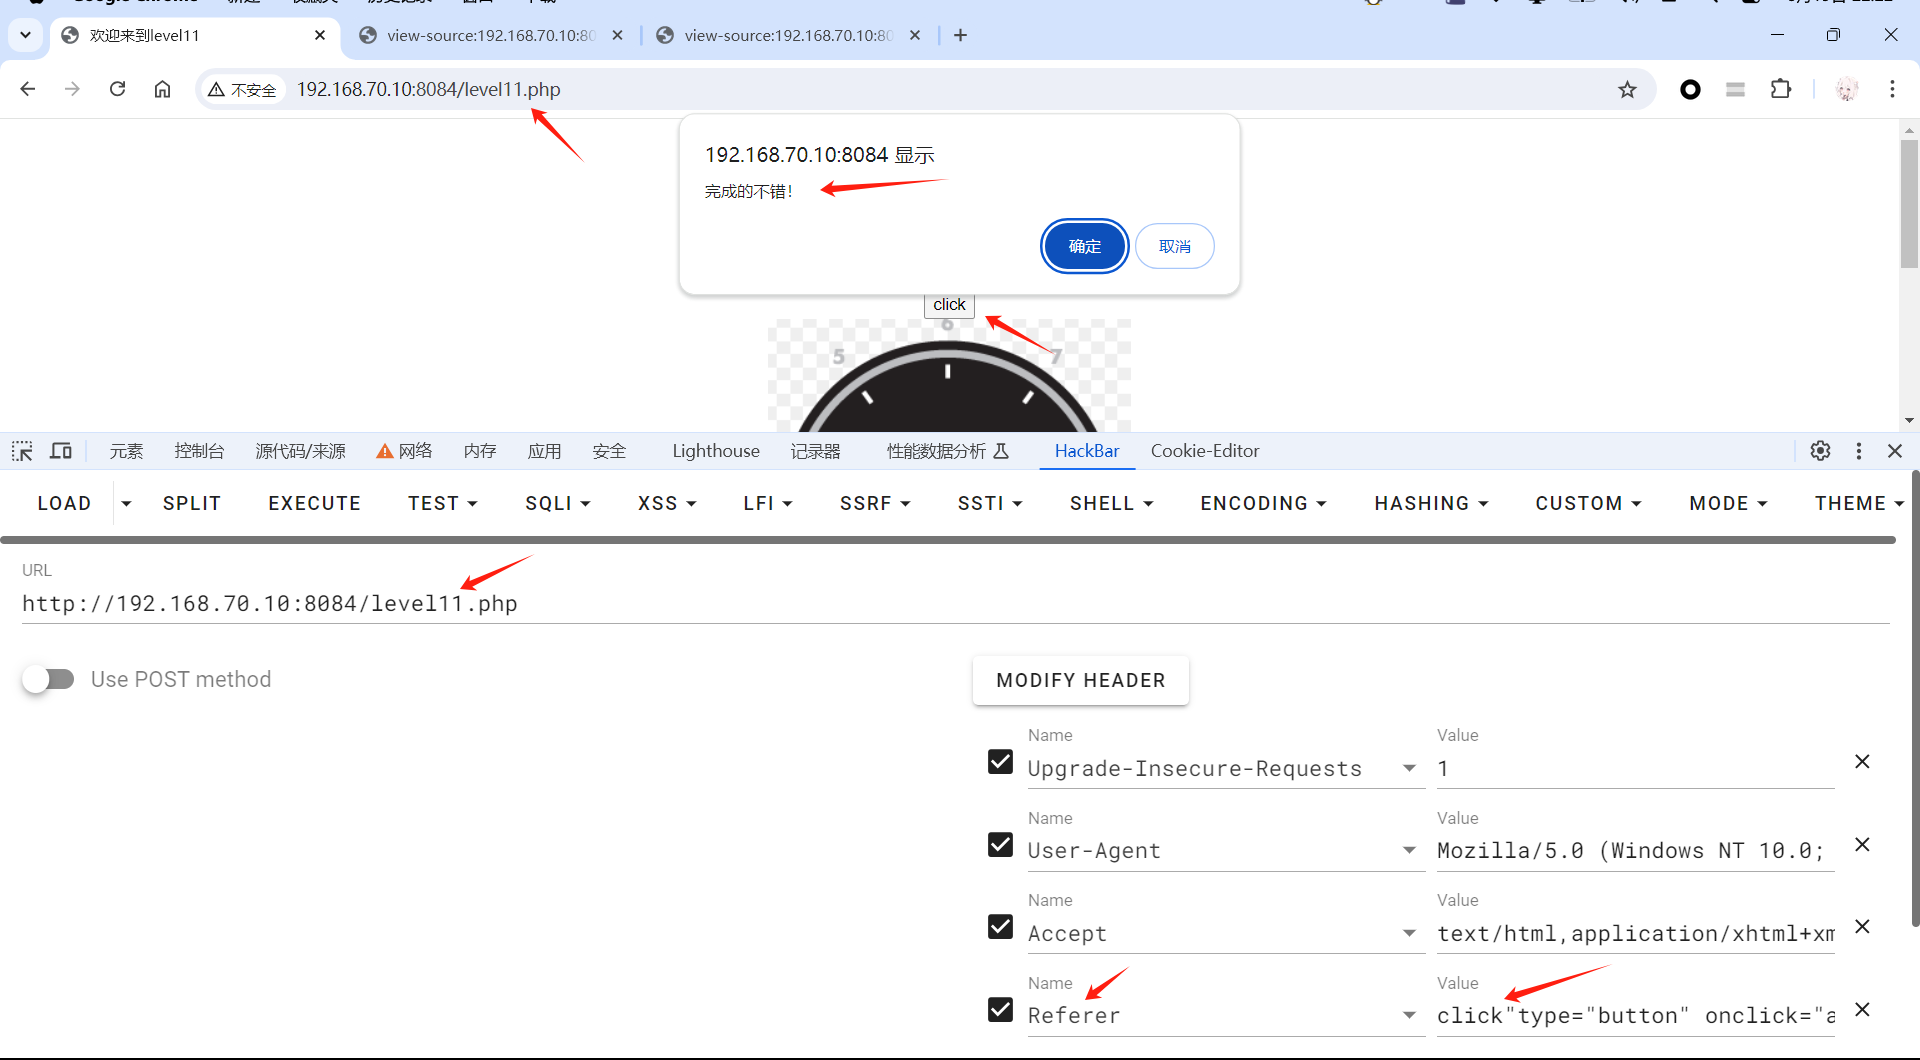 欢迎来到level11
view-source:192.168.70.10:80
view-source:192.168.70.10:80
不安全
192.168.70.10:8084/level11.php
192.168.70.10:8084 显示
完成的不错！
确定
取消
click
6
5
7
元素
控制台
源代码/来源
网络
内存
应用
安全
Lighthouse
记录器
性能数据分析
HackBar
Cookie-Editor
LOAD
SPLIT
EXECUTE
TEST
SQLI
XSS
LFI
SSRF
SSTI
SHELL
ENCODING
HASHING
CUSTOM
MODE
THEME
URL
http://192.168.70.10:8084/level11.php
Use POST method
MODIFY HEADER
Name
Value
Upgrade-Insecure-Requests
1
Name
Value
User-Agent
Mozilla/5.0 (Windows NT 10.0;
Name
Value
Accept
text/html,application/xhtml+xm
Name
Value
Referer
click"type="button" onclick="a